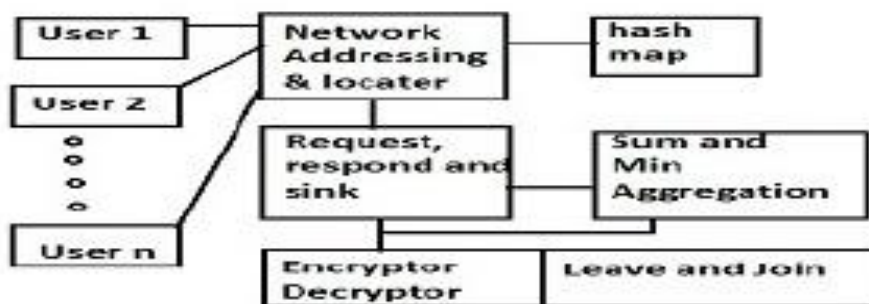 User 1
User 2
User n
Network
Addressing
& locater
hash
map
Request,
respond and
sink
Sum and
Min
Aggregation
Encryptor
Decryptor
Leave and Join